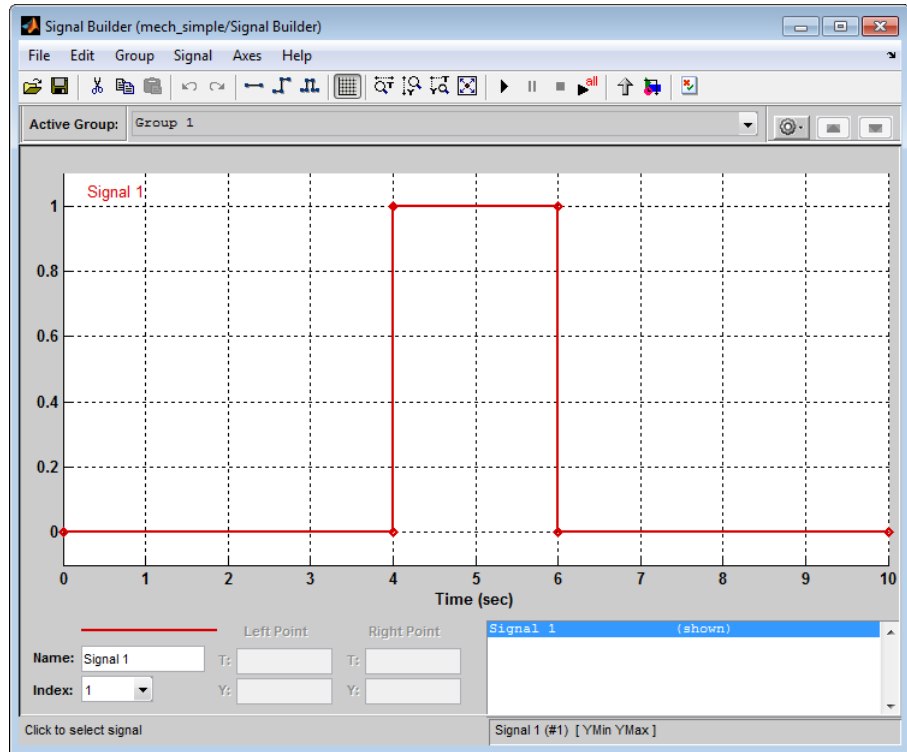 Signal Builder (mech_simple/Signal Builder)
File Edit Group Signal Axes Help
all
Active Group: Group 1
Signal 1
1
0.8
0.6
0.4
0.2
0
0 1 2 3 4 5 6 7 8 9 10
Time (sec)
Left Point Right Point
Name: Signal 1 T: T:
Index: 1 Y: Y:
Signal 1 (shown)
Click to select signal
Signal 1 (#1) [ YMin YMax ]